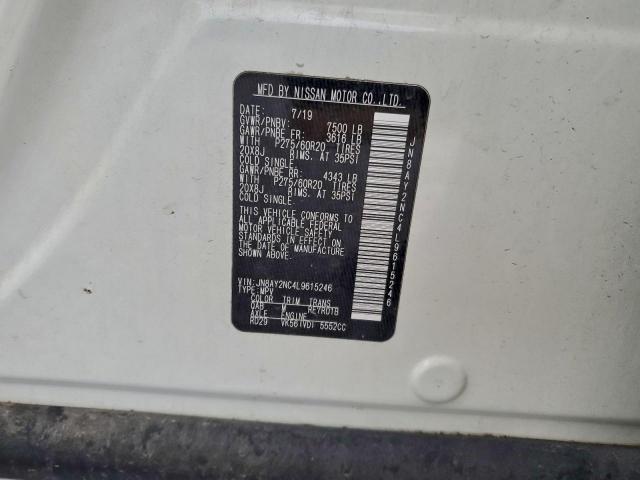 MFD BY NISSAN MOTOR CO.,LTD.
DATE: 7/19
GVWR/PNBV: 7500 LB
GAWR/PNBE FR: 3616 LB
WITH P275/60R20 TIRES
20X8J RIMS. AT 35PSI
COLD SINGLE.
GAWR/PNBE RR: 4343 LB
WITH P275/60R20 TIRES
20X8J RIMS. AT 35PSI
COLD SINGLE.
THIS VEHICLE CONFORMS TO
ALL APPLICABLE FEDERAL
MOTOR VEHICLE SAFETY
STANDARDS IN EFFECT ON
THE DATE OF MANUFACTURE
SHOWN ABOVE.
VIN: JN8AY2NC4L9615246
TYPE: MPV
COLOR TRIM TRANS
QAB M RE7R01B
AXLE ENGINE
RD29 VK56(VD) 5552CC
JN8AY2NC4L9615246